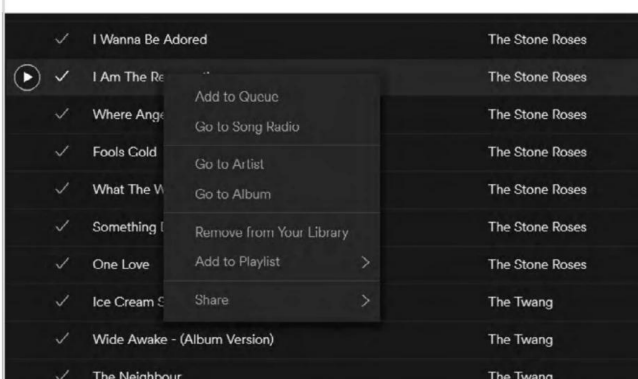 I Wanna Be Adored The Stone Roses
I Am The Re The Stone Roses
Add to Queue
Where Ange The Stone Roses
Go to Song Radio
Fools Gold The Stone Roses
Go to Artist
What The W The Stone Roses
Go to Album
Something The Stone Roses
Remove from Your Library
One Love The Stone Roses
Add to Playlist >
Ice Cream S The Twang
Share >
Wide Awake - (Album Version) The Twang
The Neighbour The Twang